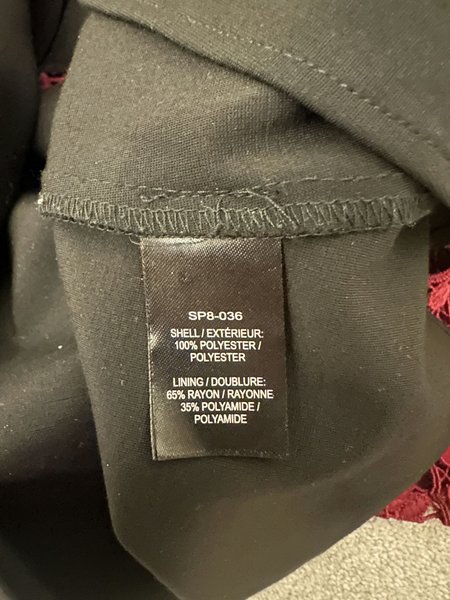 SP8-036
SHELL / EXTÉRIEUR:
100% POLYESTER /
POLYESTER
LINING / DOUBLURE:
65% RAYON / RAYONNE
35% POLYAMIDE /
POLYAMIDE